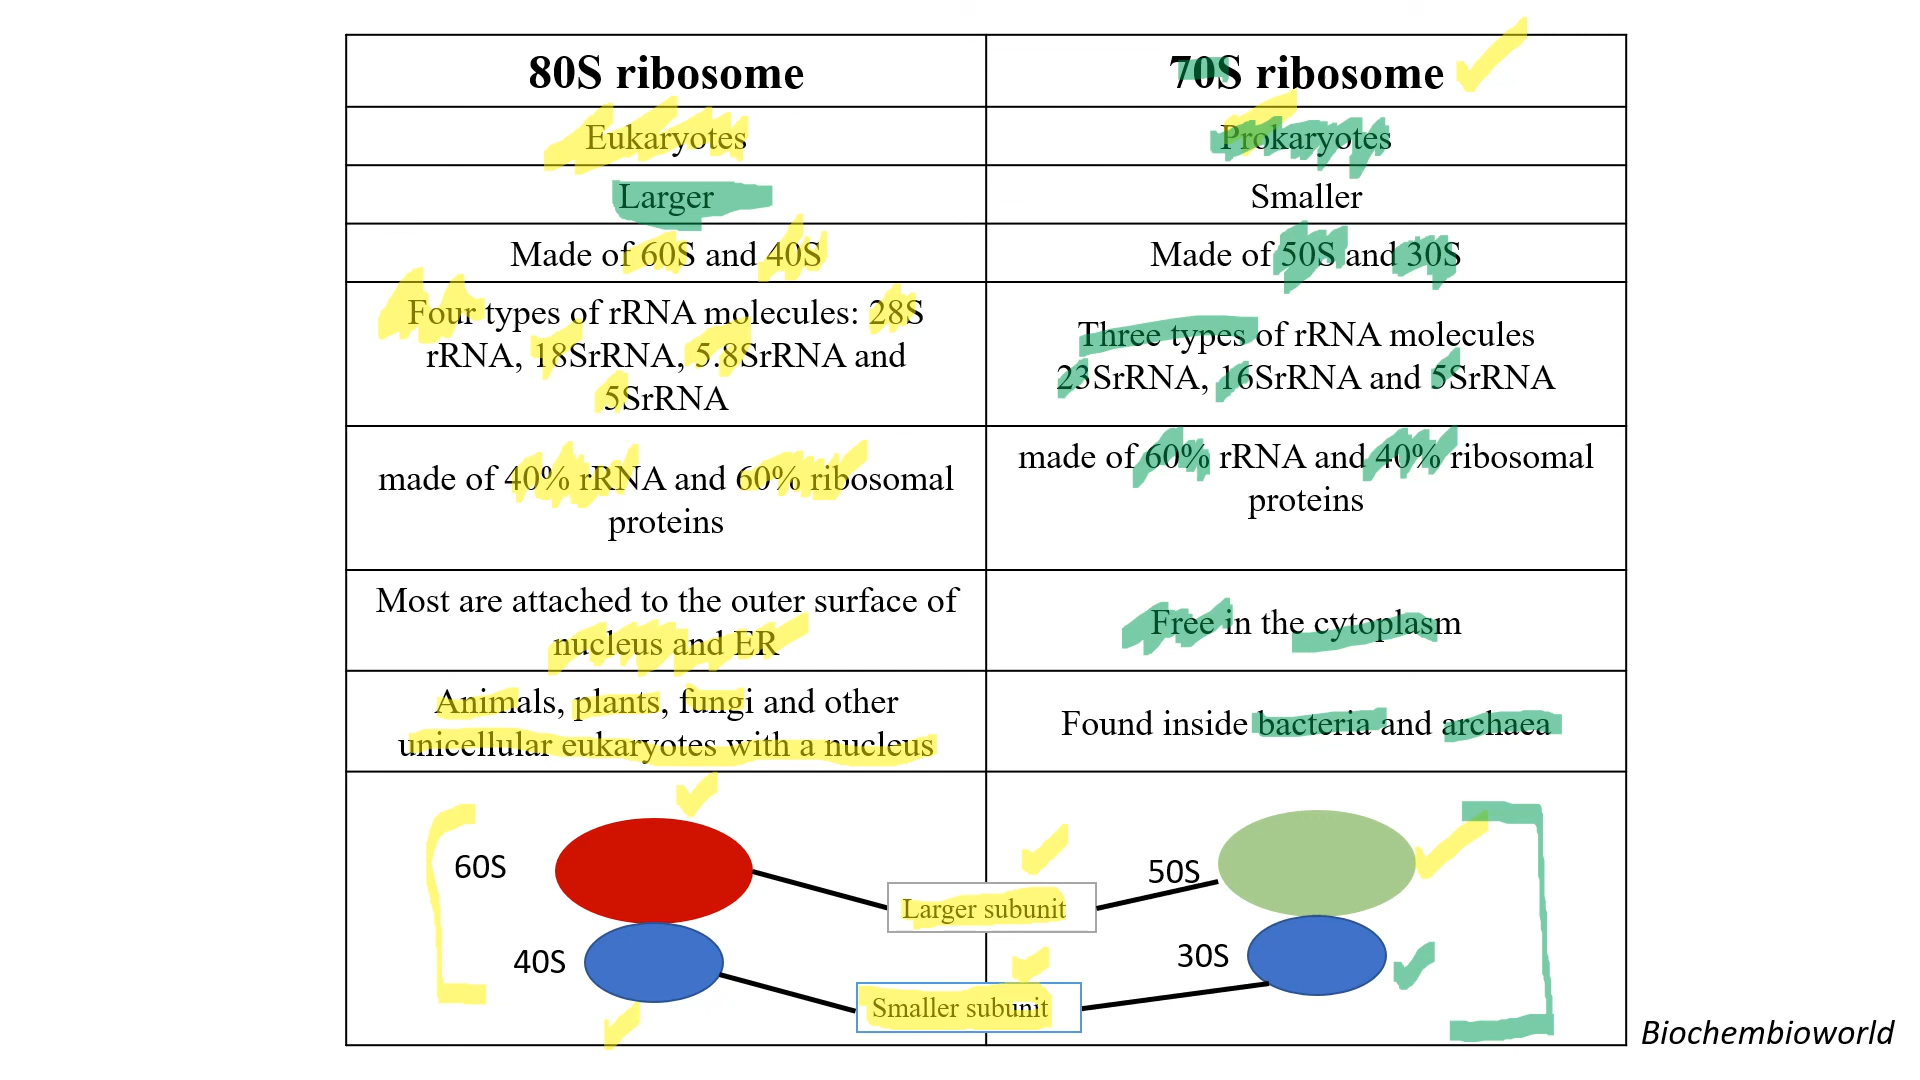 80S ribosome
70S ribosome
Eukaryotes
Prokaryotes
Larger
Smaller
Made of 60S and 40S
Made of 50S and 30S
Four types of rRNA molecules: 28S
rRNA, 18SrRNA, 5.8SrRNA and
5SrRNA
Three types of rRNA molecules
23SrRNA, 16SrRNA and 5SrRNA
made of 40% rRNA and 60% ribosomal
proteins
made of 60% rRNA and 40% ribosomal
proteins
Most are attached to the outer surface of
nucleus and ER
Free in the cytoplasm
Animals, plants, fungi and other
unicellular eukaryotes with a nucleus
Found inside bacteria and archaea
60S
50S
Larger subunit
40S
30S
Smaller subunit
Biochembioworld